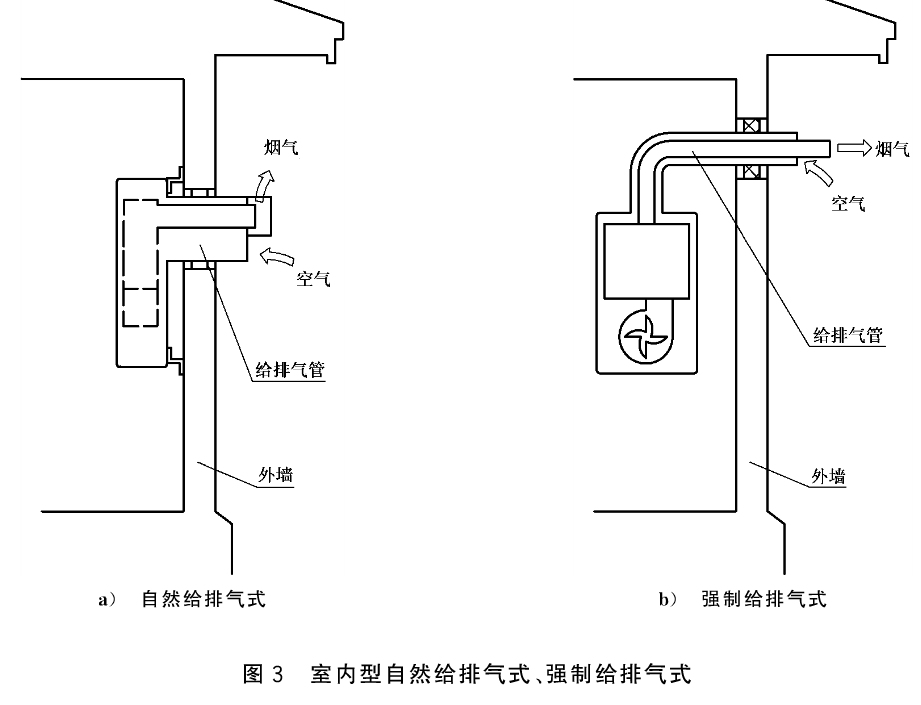 烟气
空气
给排气管
外墙
a) 自然给排气式
烟气
空气
给排气管
外墙
b) 强制给排气式
图 3 室内型自然给排气式、强制给排气式